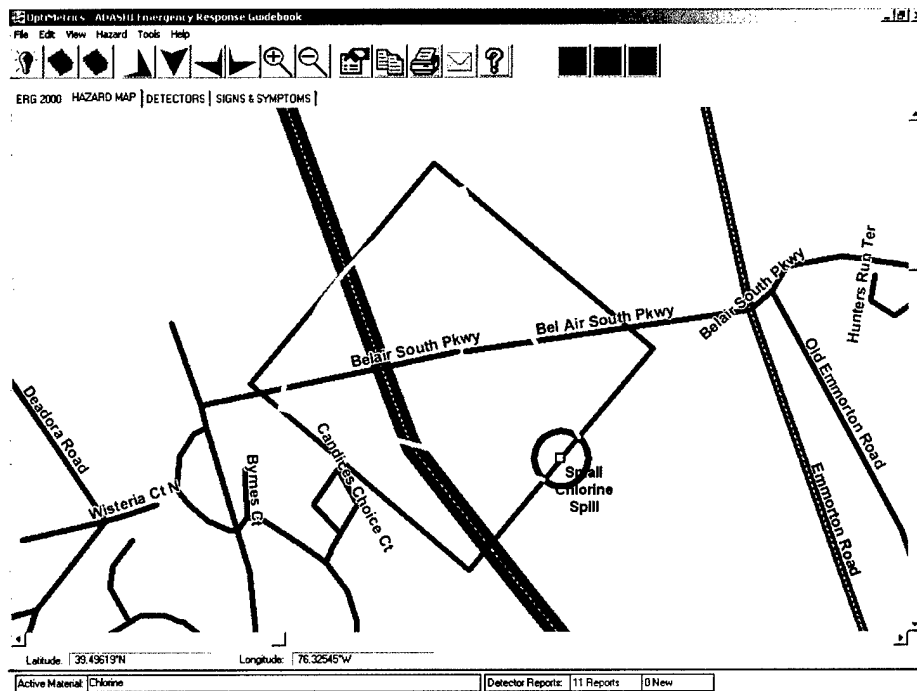 OptiMetrics - ADASHI Emergency Response Guidebook
File Edit View Hazard Tools Help
ERG 2000 HAZARD MAP DETECTORS SIGNS & SYMPTOMS
Hunters Run Ter
Belair South Pkwy
Bel Air South Pkwy
Belair South Pkwy
Old Emmorton Road
Deadora Road
Candices Choice Ct
Byrnes Ct
Wisteria Ct N
Small
Chlorine
Spill
Emmorton Road
Latitude: 39.49619°N Longitude: 76.32545°W
Active Material: Chlorine Detector Reports: 11 Reports 0 New